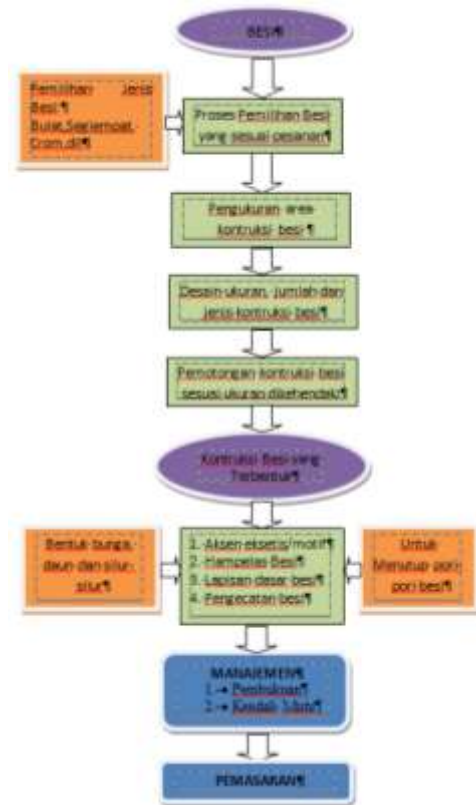 BESI¶
Pemilihan Jenis
Besi:¶
Bulat,Segiempat,
Crom,dll¶
Proses Pemilihan Besi
yang sesuai pesanan¶
Pengukuran area
kontruksi besi¶
Desain ukuran, jumlah dan
jenis kontruksi besi¶
Pemotongan kontruksi besi
sesuai ukuran dikehendaki¶
Kontruksi Besi yang
Terbentuk¶
Bentuk bunga,
daun dan silur-
silur¶
1. Aksen eksetis/motif¶
2. Hampelas Besi¶
3. Lapisan dasar besi¶
4. Pengecatan besi¶
Untuk
Menutup pori-
pori besi¶
MANAJEMEN¶
1.→ Pembukuan¶
2.→ Kendali Mutu¶
PEMASARAN¶